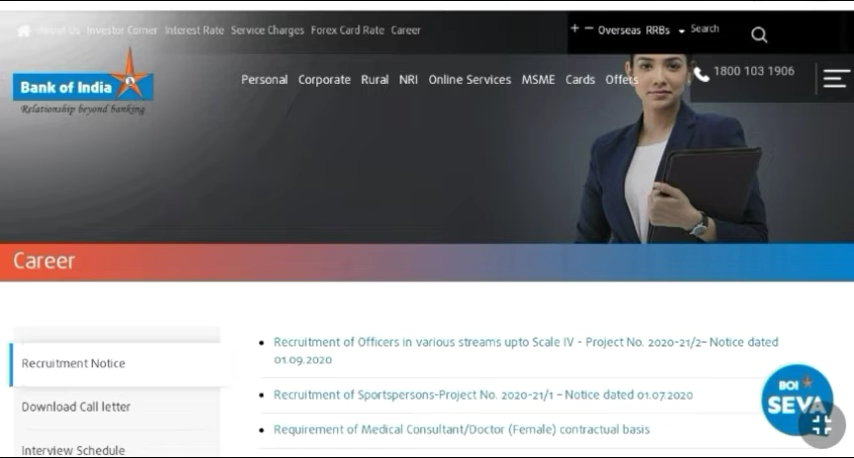 About Us Investor Corner Interest Rate Service Charges Forex Card Rate Career
+ − Overseas RRBs Search
Bank of India
Relationship beyond banking
Personal Corporate Rural NRI Online Services MSME Cards Offers
1800 103 1906
Career
Recruitment Notice
Download Call letter
Interview Schedule
• Recruitment of Officers in various streams upto Scale IV - Project No. 2020-21/2- Notice dated
01.09.2020
• Recruitment of Sportspersons-Project No. 2020-21/1 - Notice dated 01.07.2020
• Requirement of Medical Consultant/Doctor (Female) contractual basis
BOI
SEVA